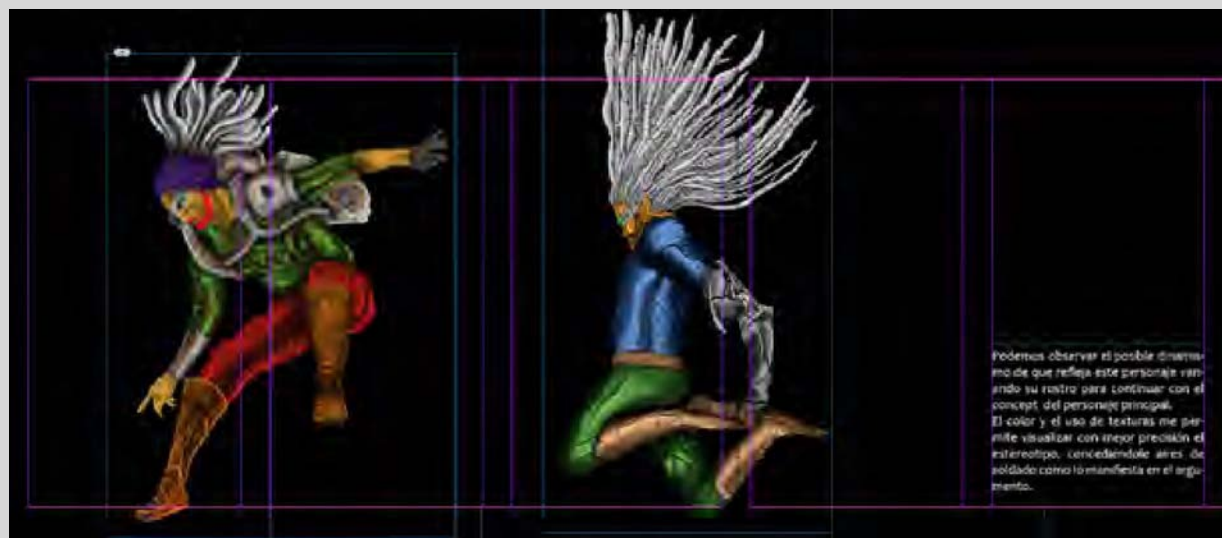 Podemos observar el posible dinamis-
mo de que refleja este personaje vari-
ando su rostro para continuar con el
concept del personaje principal.
El color y el uso de texturas me per-
mite visualizar con mejor precisión el
estereotipo, concediendole aires de
soldado como lo manifiesta en el argu-
mento.